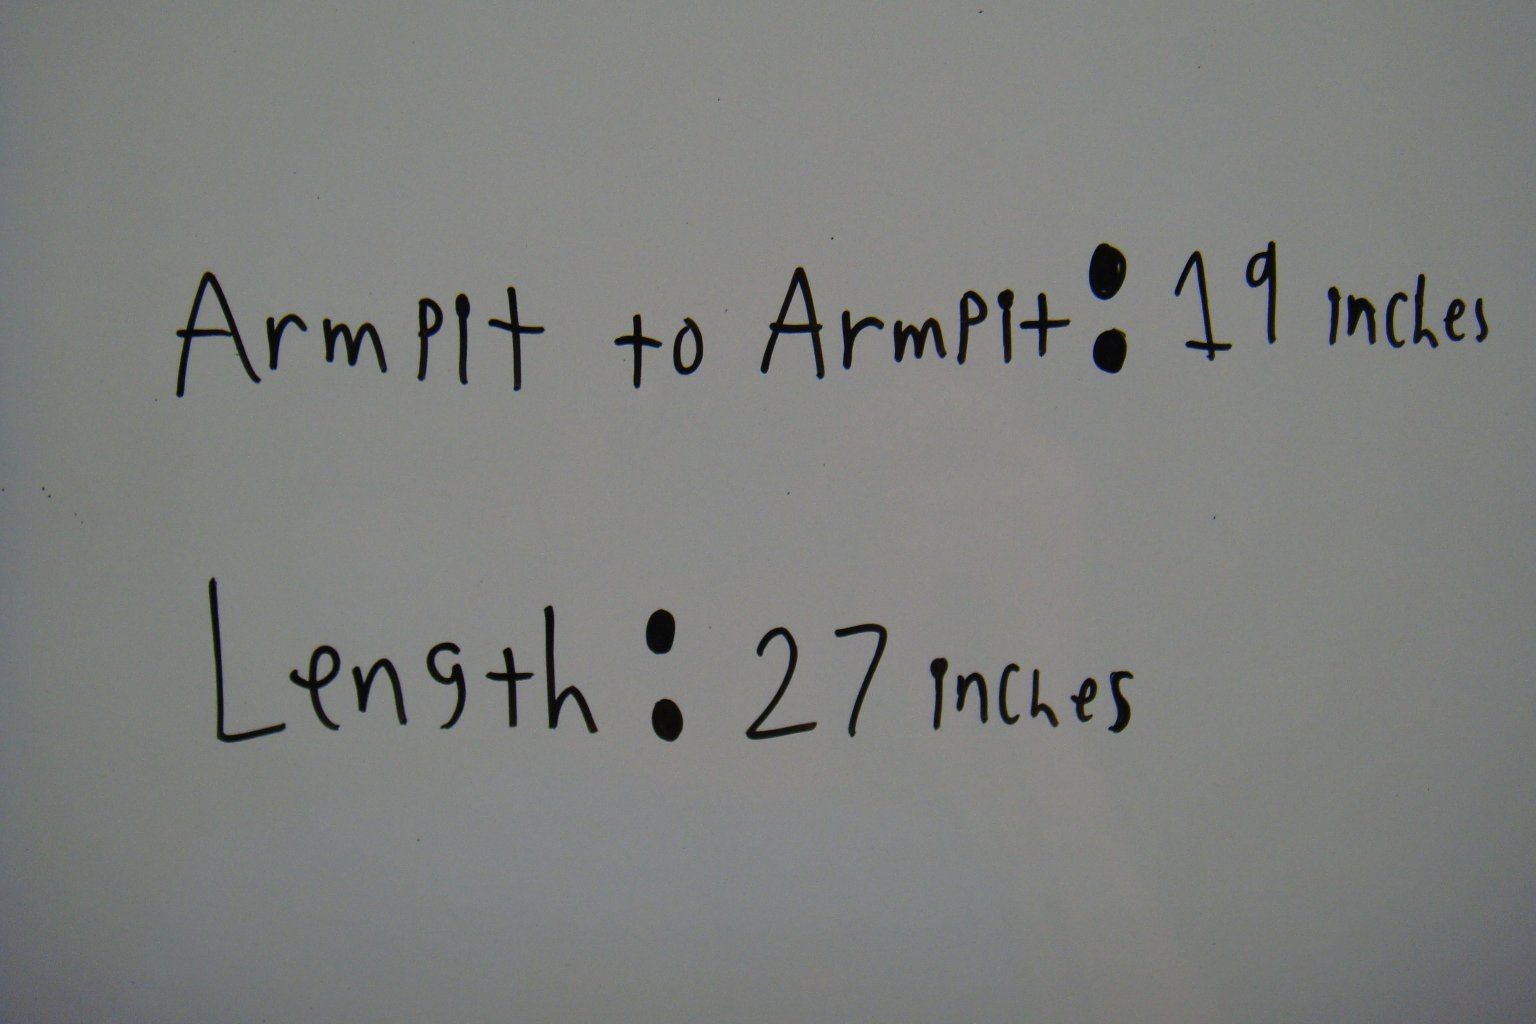 Armpit to Armpit: 19 inches
Length: 27 inches